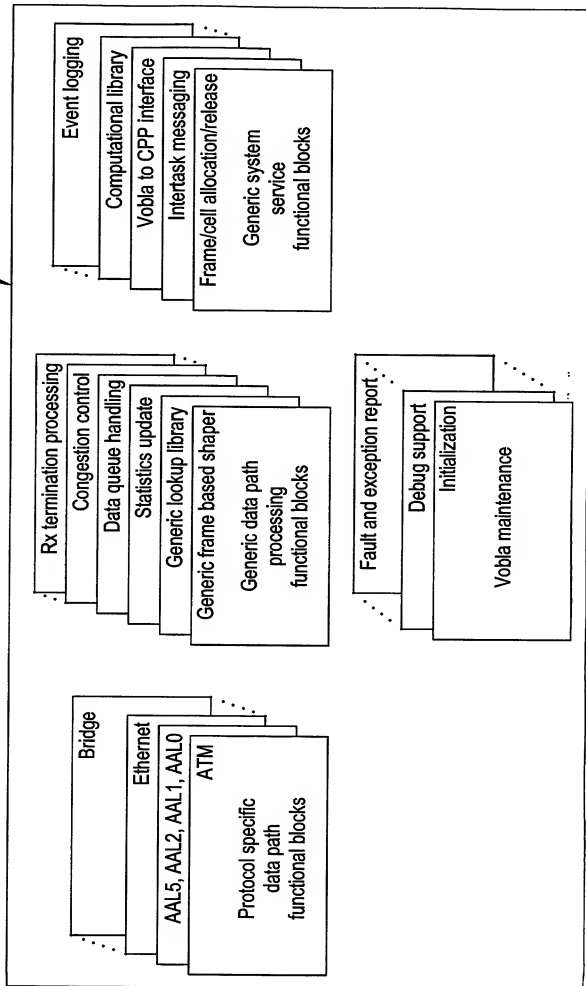 Bridge
Ethernet
AAL5, AAL2, AAL1, AAL0
ATM
Protocol specific
data path
functional blocks
Rx termination processing
Congestion control
Data queue handling
Statistics update
Generic lookup library
Generic frame based shaper
Generic data path
processing
functional blocks
Event logging
Computational library
Vobla to CPP interface
Intertask messaging
Frame/cell allocation/release
Generic system
service
functional blocks
Fault and exception report
Debug support
Initialization
Vobla maintenance